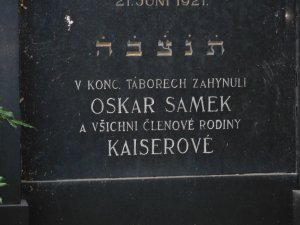 21. JUNI 1921.
ת נ צ ב ה
V KONC. TÁBORECH ZAHYNULI
OSKAR SAMEK
A VŠICHNI ČLENOVÉ RODINY
KAISEROVÉ